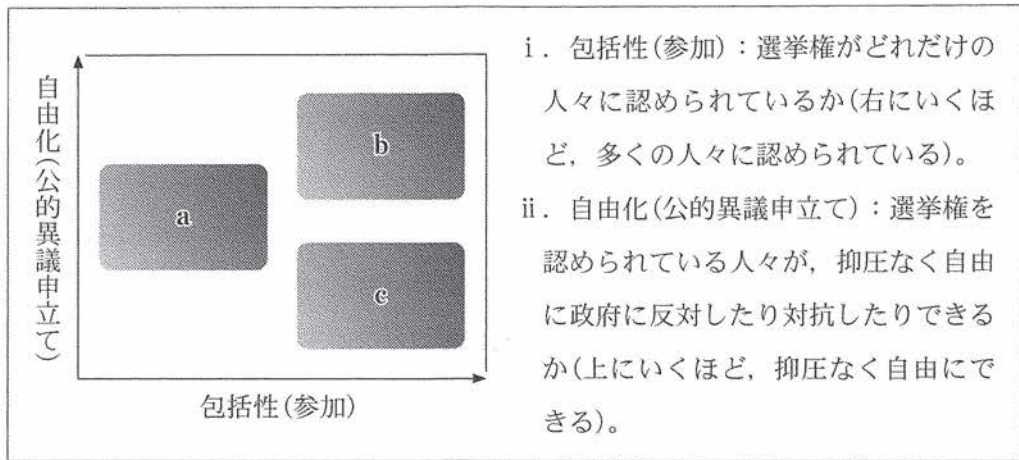 自由化(公的異議申立て)
a
b
c
包括性(参加)
ⅰ．包括性(参加)：選挙権がどれだけの
人々に認められているか(右にいくほ
ど，多くの人々に認められている)。
ⅱ．自由化(公的異議申立て)：選挙権を
認められている人々が，抑圧なく自由
に政府に反対したり対抗したりできる
か(上にいくほど，抑圧なく自由にで
きる)。